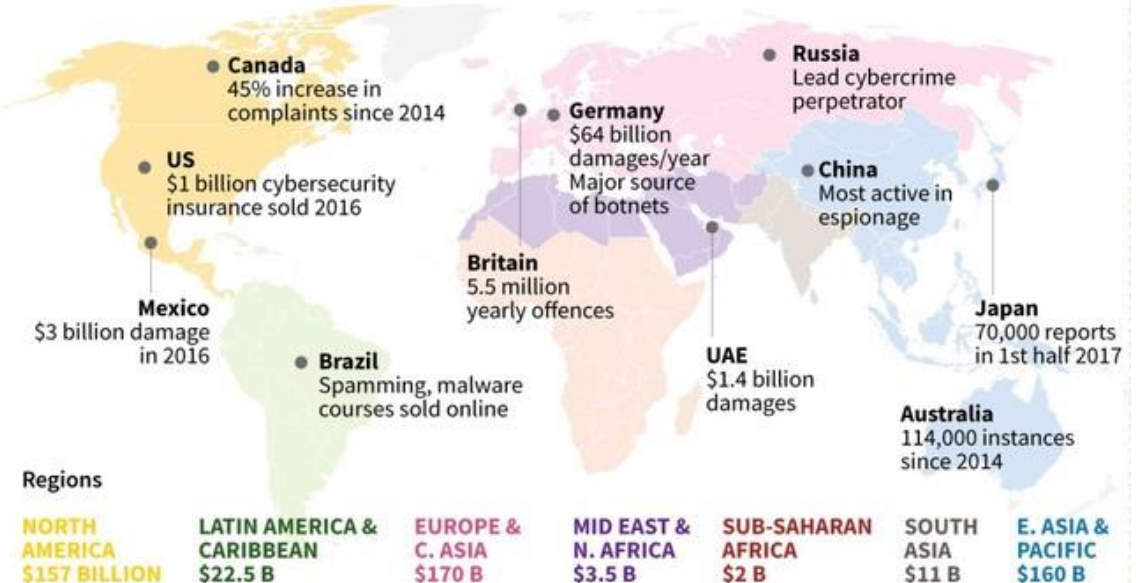 Canada
45% increase in
complaints since 2014
Russia
Lead cybercrime
perpetrator
Germany
$64 billion
damages/year
Major source
of botnets
US
$1 billion cybersecurity
insurance sold 2016
China
Most active in
espionage
Britain
5.5 million
yearly offences
Mexico
$3 billion damage
in 2016
Japan
70,000 reports
in 1st half 2017
Brazil
Spamming, malware
courses sold online
UAE
$1.4 billion
damages
Australia
114,000 instances
since 2014
Regions
NORTH
AMERICA
$157 BILLION
LATIN AMERICA &
CARIBBEAN
$22.5 B
EUROPE &
C. ASIA
$170 B
MID EAST &
N. AFRICA
$3.5 B
SUB-SAHARAN
AFRICA
$2 B
SOUTH
ASIA
$11 B
E. ASIA &
PACIFIC
$160 B